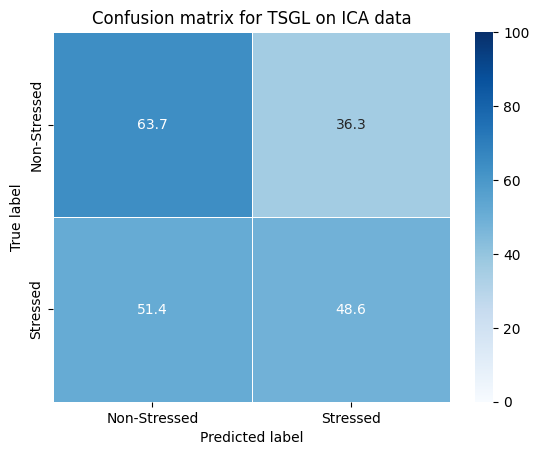 Confusion matrix for TSGL on ICA data
True label
Non-Stressed
Stressed
63.7
36.3
51.4
48.6
Non-Stressed
Stressed
Predicted label
100
80
60
40
20
0